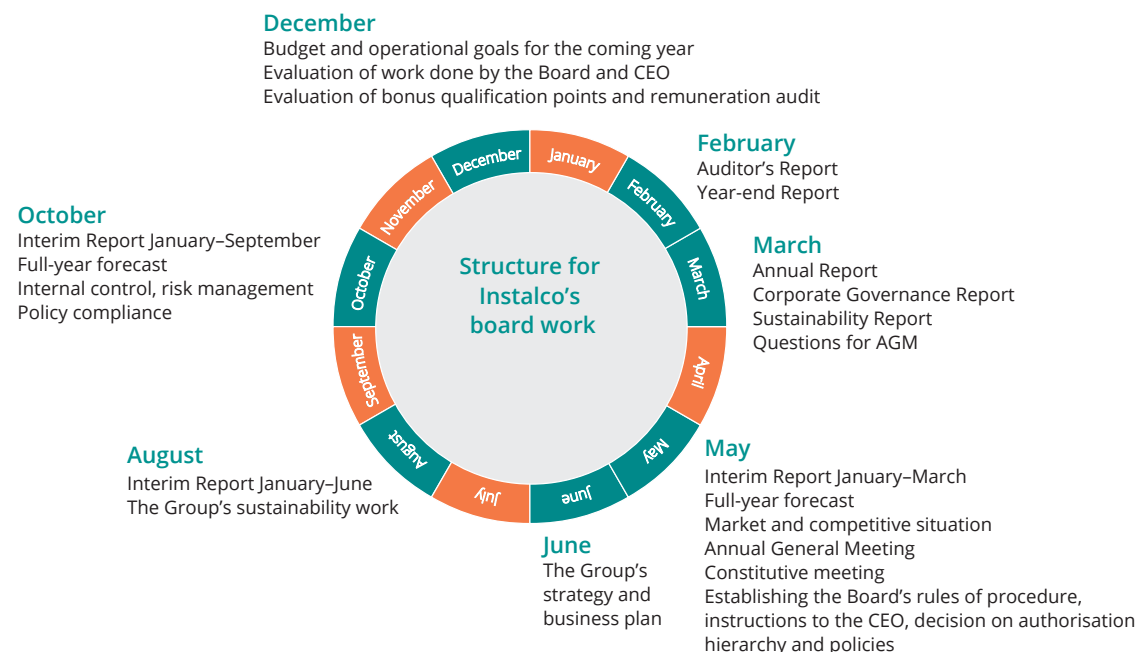 December
Budget and operational goals for the coming year
Evaluation of work done by the Board and CEO
Evaluation of bonus qualification points and remuneration audit
February
Auditor’s Report
Year-end Report
March
Annual Report
Corporate Governance Report
Sustainability Report
Questions for AGM
May
Interim Report January–March
Full-year forecast
Market and competitive situation
Annual General Meeting
Constitutive meeting
Establishing the Board’s rules of procedure,
instructions to the CEO, decision on authorisation
hierarchy and policies
June
The Group’s
strategy and
business plan
August
Interim Report January–June
The Group’s sustainability work
October
Interim Report January–September
Full-year forecast
Internal control, risk management
Policy compliance
Structure for
Instalco’s
board work
January
February
March
April
May
June
July
August
September
October
November
December